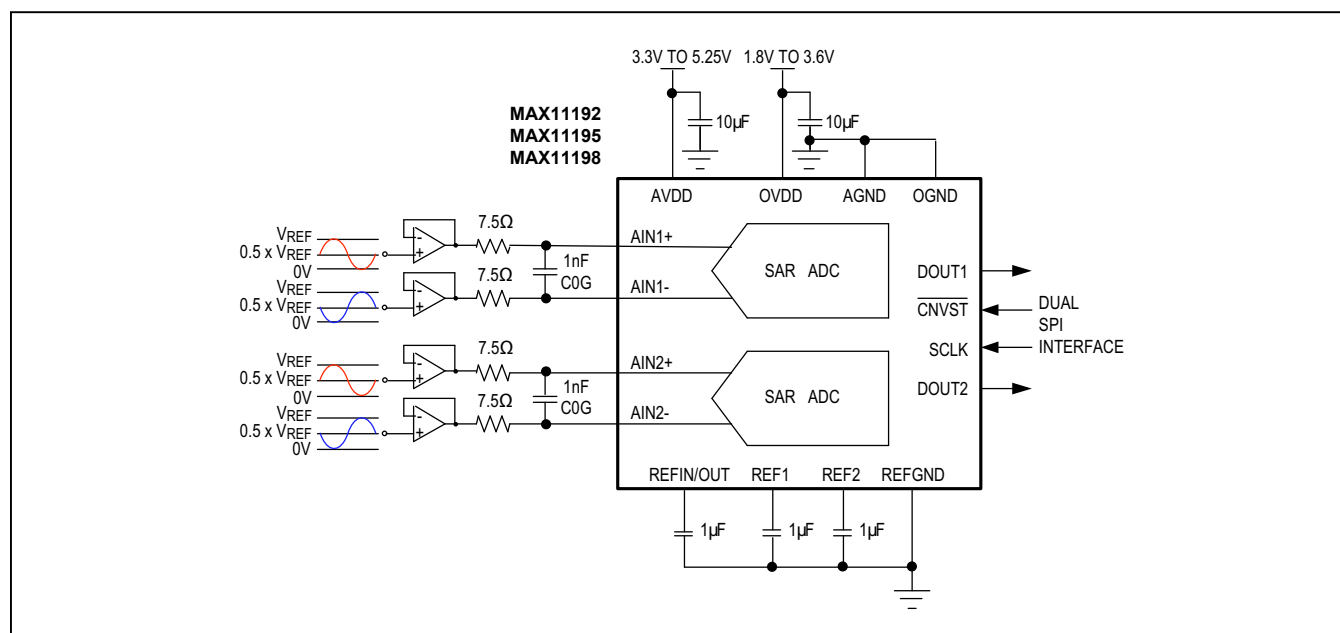 3.3V TO 5.25V 1.8V TO 3.6V
MAX11192
MAX11195
MAX11198
10µF 10µF
AVDD OVDD AGND OGND
VREF
0.5 x VREF
0V
- +
7.5Ω
AIN1+
1nF
C0G
SAR ADC
VREF
0.5 x VREF
0V
- +
7.5Ω
AIN1-
VREF
0.5 x VREF
0V
- +
7.5Ω
AIN2+
1nF
C0G
SAR ADC
VREF
0.5 x VREF
0V
- +
7.5Ω
AIN2-
DOUT1
CNVST
SCLK
DOUT2
DUAL
SPI
INTERFACE
REFIN/OUT REF1 REF2 REFGND
1µF 1µF 1µF